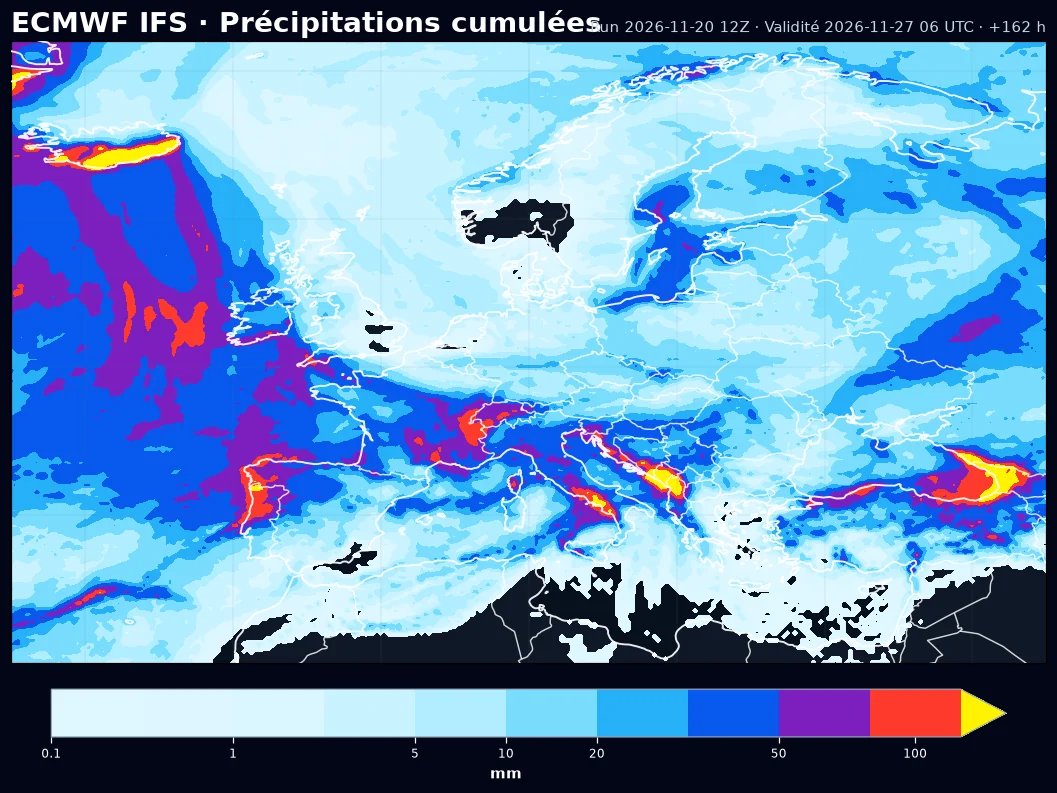 ECMWF IFS · Précipitations cumulées
Run 2026-11-20 12Z · Validité 2026-11-27 06 UTC · +162 h
0.1 1 5 10 20 50 100
mm